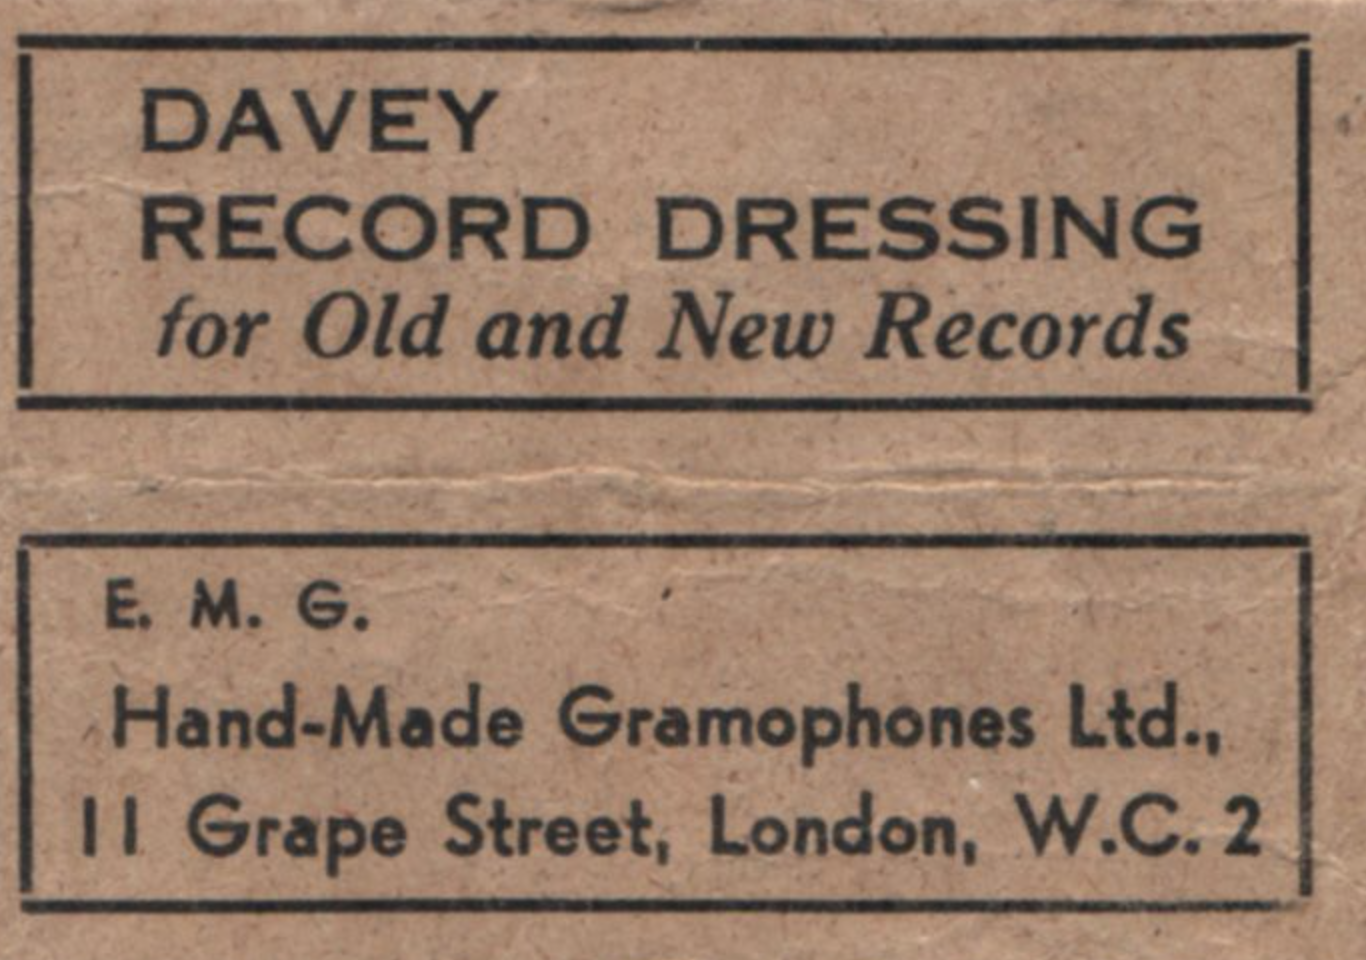 DAVEY
RECORD DRESSING
for Old and New Records
E. M. G.
Hand-Made Gramophones Ltd.,
11 Grape Street, London, W.C. 2